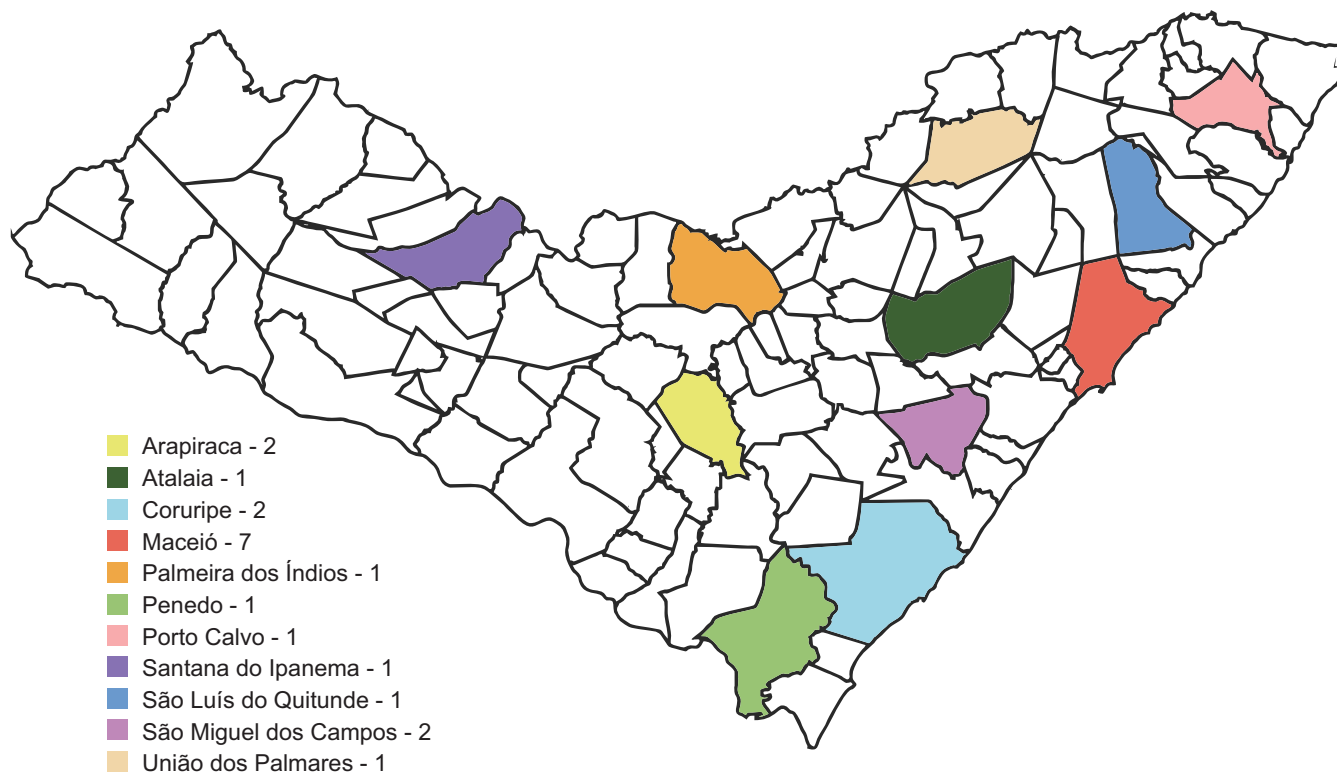 Arapiraca - 2
Atalaia - 1
Coruripe - 2
Maceió - 7
Palmeira dos Índios - 1
Penedo - 1
Porto Calvo - 1
Santana do Ipanema - 1
São Luís do Quitunde - 1
São Miguel dos Campos - 2
União dos Palmares - 1